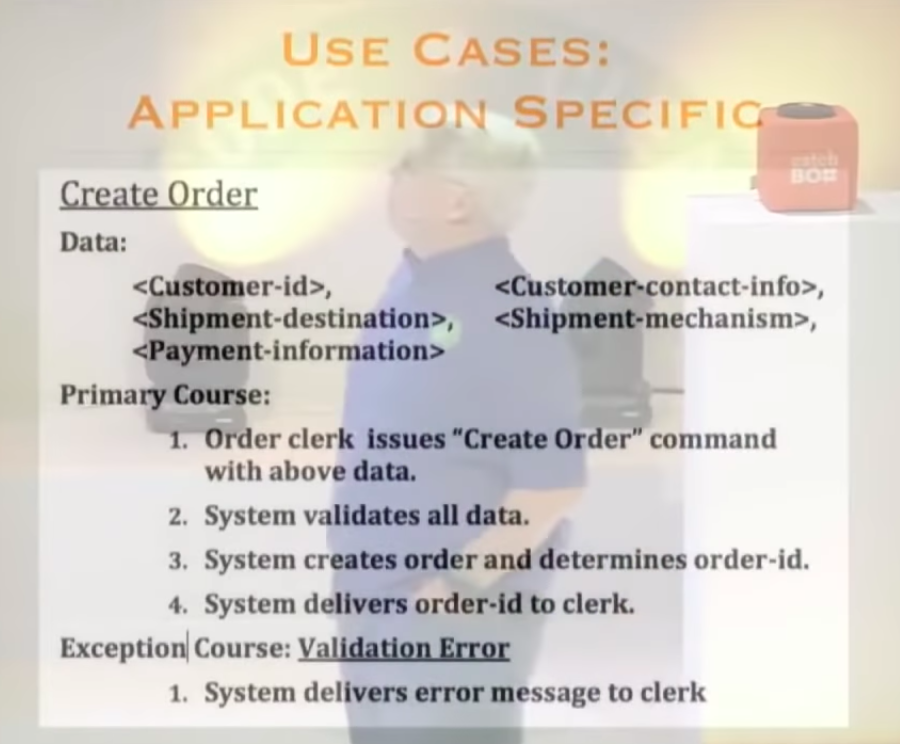 USE CASES:
APPLICATION SPECIFIC
catch
BOX
Create Order
Data:
<Customer-id>, <Customer-contact-info>,
<Shipment-destination>, <Shipment-mechanism>,
<Payment-information>
Primary Course:
1. Order clerk issues “Create Order” command
with above data.
2. System validates all data.
3. System creates order and determines order-id.
4. System delivers order-id to clerk.
Exception Course: Validation Error
1. System delivers error message to clerk